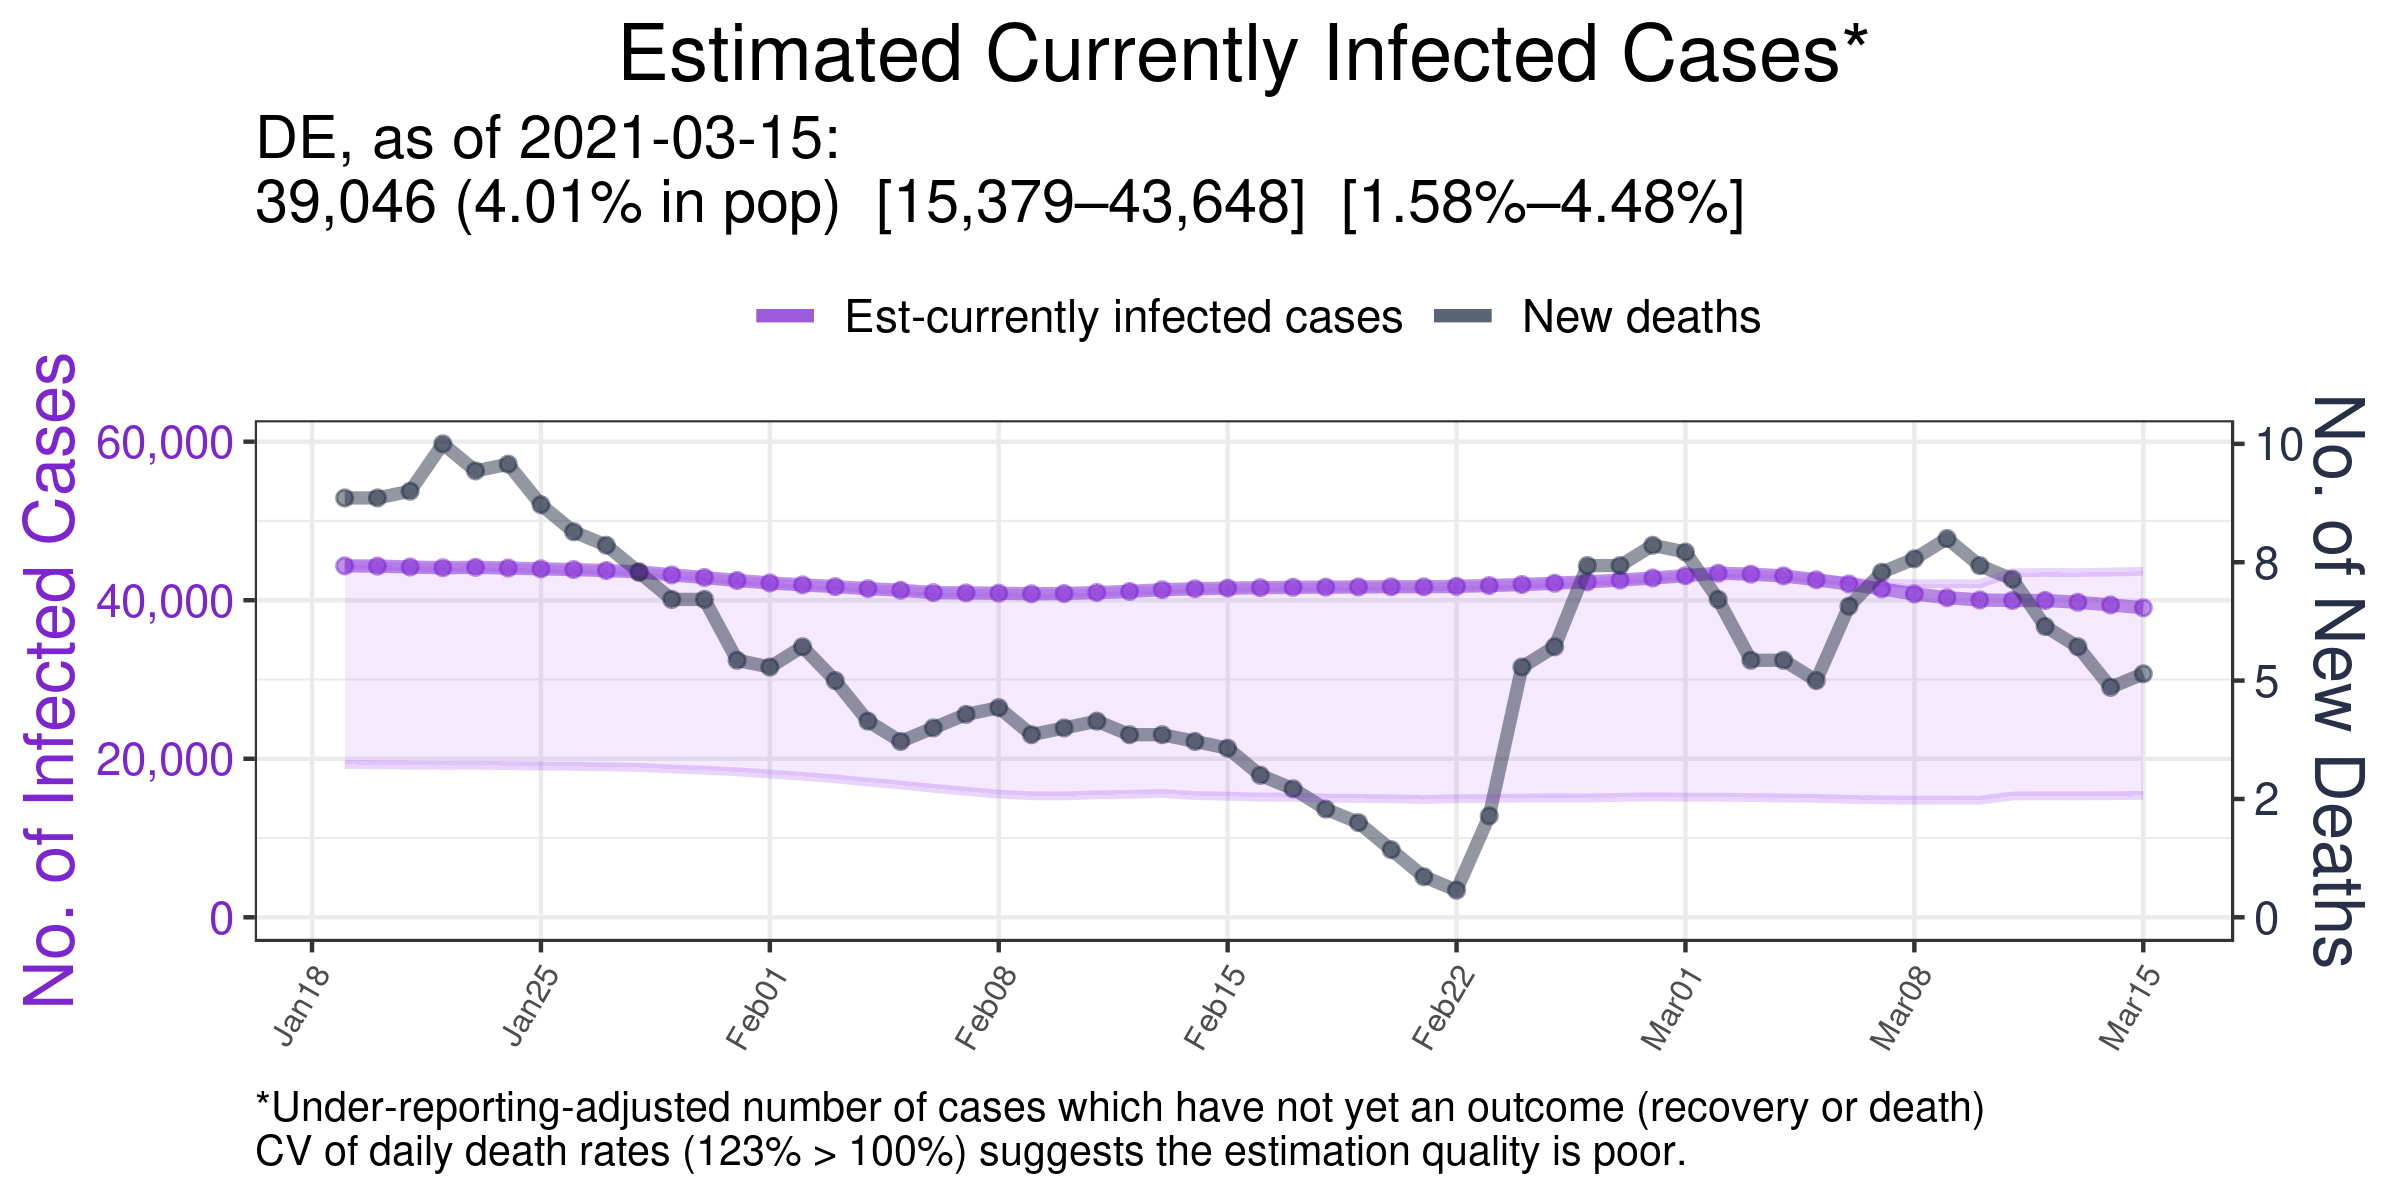 Estimated Currently Infected Cases*
DE, as of 2021-03-15:
39,046 (4.01% in pop)  [15,379–43,648]  [1.58%–4.48%]
Est-currently infected cases
New deaths
No. of Infected Cases
60,000
40,000
20,000
0
10
8
5
2
0
No. of New Deaths
Jan18
Jan25
Feb01
Feb08
Feb15
Feb22
Mar01
Mar08
Mar15
*Under-reporting-adjusted number of cases which have not yet an outcome (recovery or death)
CV of daily death rates (123% > 100%) suggests the estimation quality is poor.